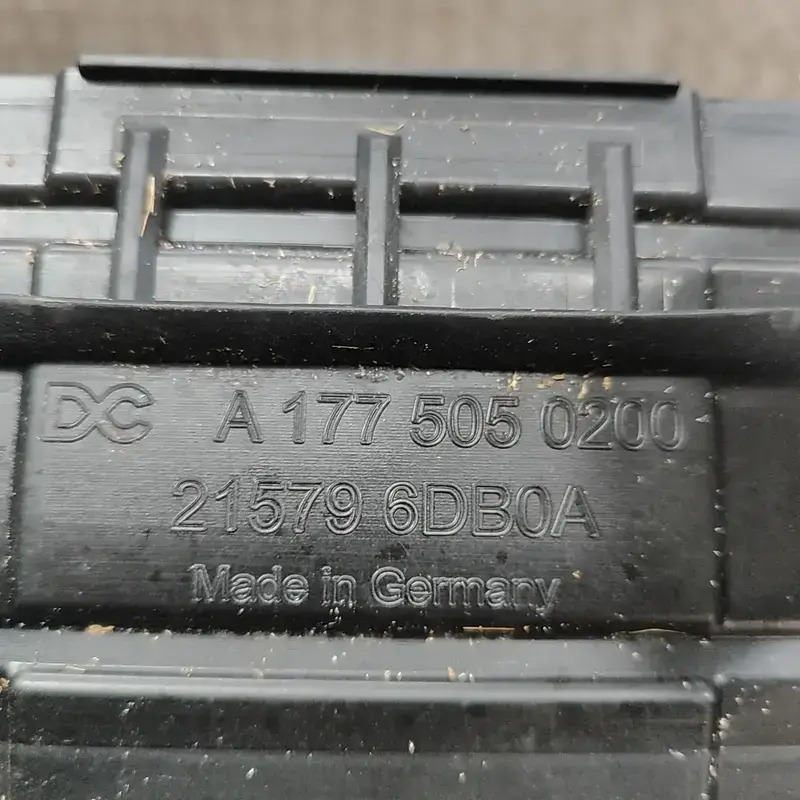 DC A 177 505 0200
21579 6DB0A
Made in Germany